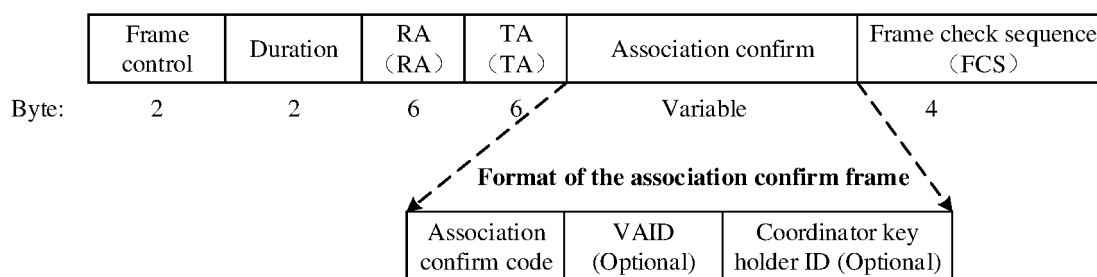 Frame control
Duration
RA (RA)
TA (TA)
Association confirm
Frame check sequence (FCS)
Byte: 2 2 6 6 Variable 4
Format of the association confirm frame
Association confirm code
VAID (Optional)
Coordinator key holder ID (Optional)